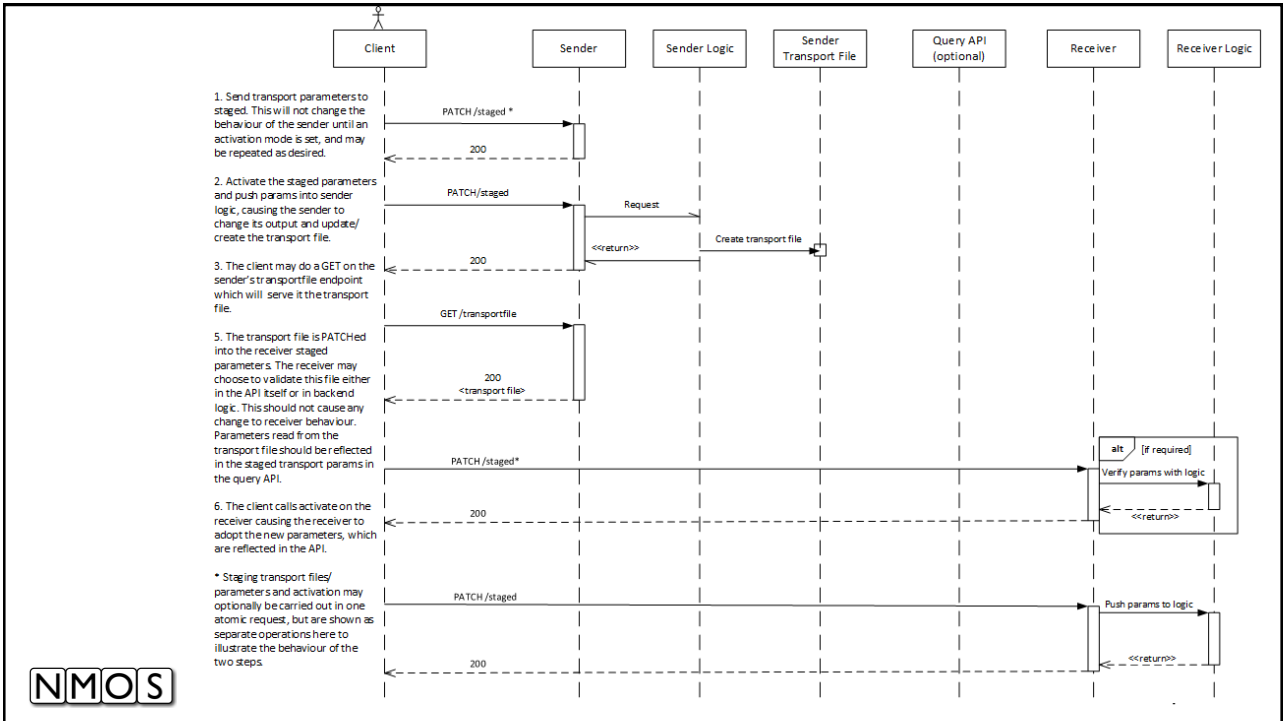 Client
Sender
Sender Logic
Sender
Transport File
Query API
(optional)
Receiver
Receiver Logic
1. Send transport parameters to
staged. This will not change the
behaviour of the sender until an
activation mode is set, and may
be repeated as desired.
PATCH /staged *
200
2. Activate the staged parameters
and push params into sender
logic, causing the sender to
change its output and update/
create the transport file.
PATCH/staged
Request
Create transport file
<<return>>
200
3. The client may do a GET on the
sender's transportfile endpoint
which will serve it the transport
file.
GET /transportfile
200
<transport file>
5. The transport file is PATCHed
into the receiver staged
parameters. The receiver may
choose to validate this file either
in the API itself or in backend
logic. This should not cause any
change to receiver behaviour.
Parameters read from the
transport file should be reflected
in the staged transport params in
the query API.
PATCH /staged*
alt
[if required]
Verify params with logic
<<return>>
200
6. The client calls activate on the
receiver causing the receiver to
adopt the new parameters, which
are reflected in the API.
* Staging transport files/
parameters and activation may
optionally be carried out in one
atomic request, but are shown as
separate operations here to
illustrate the behaviour of the
two steps.
PATCH /staged
Push params to logic
<<return>>
200
NMOS